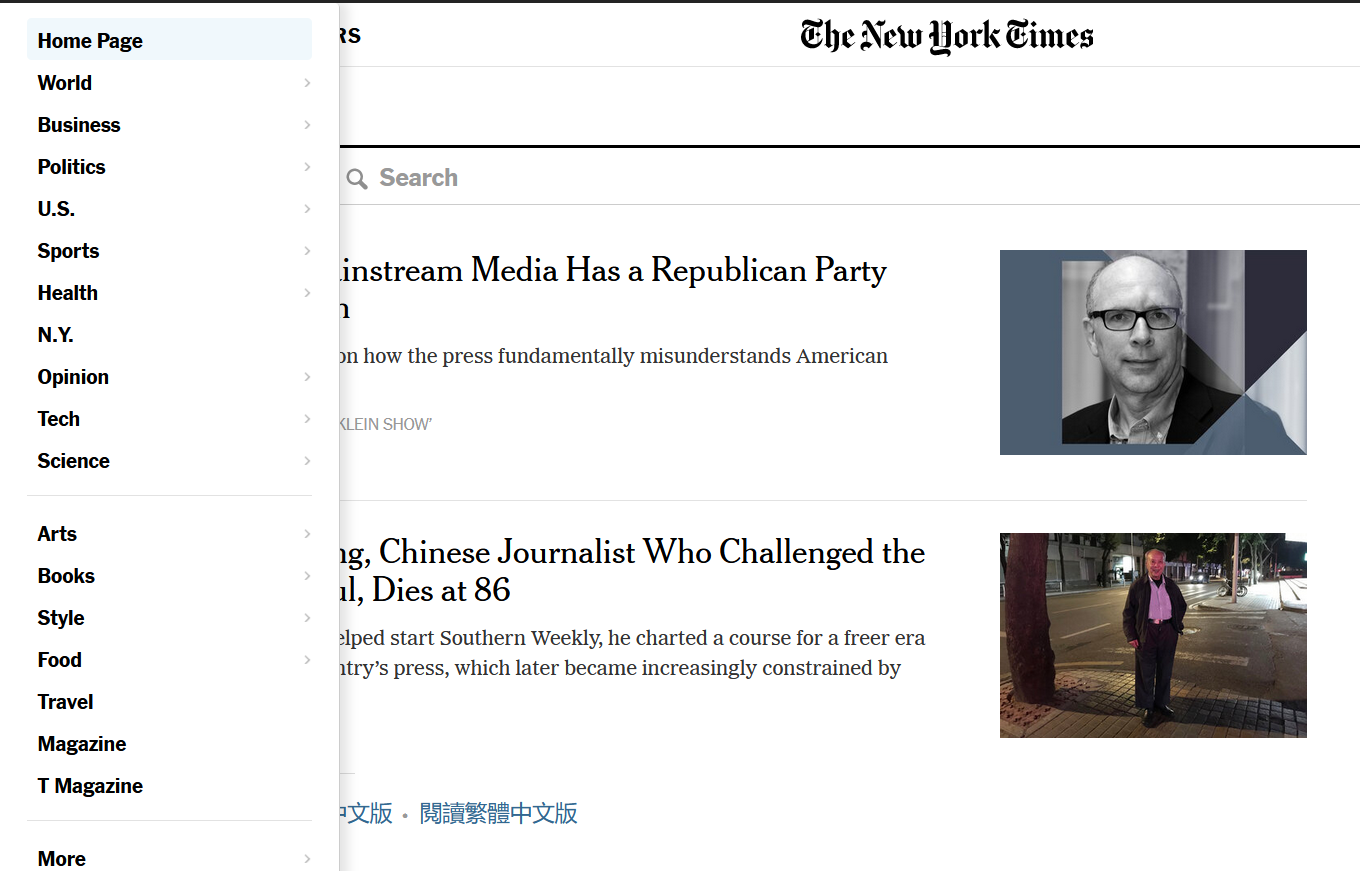 Home Page
World
Business
Politics
U.S.
Sports
Health
N.Y.
Opinion
Tech
Science
Arts
Books
Style
Food
Travel
Magazine
T Magazine
More
RS
The New York Times
Search
instream Media Has a Republican Party
n
on how the press fundamentally misunderstands American
KLEIN SHOW’
ng, Chinese Journalist Who Challenged the
ul, Dies at 86
elped start Southern Weekly, he charted a course for a freer era
ntry’s press, which later became increasingly constrained by
中文版 • 閱讀繁體中文版